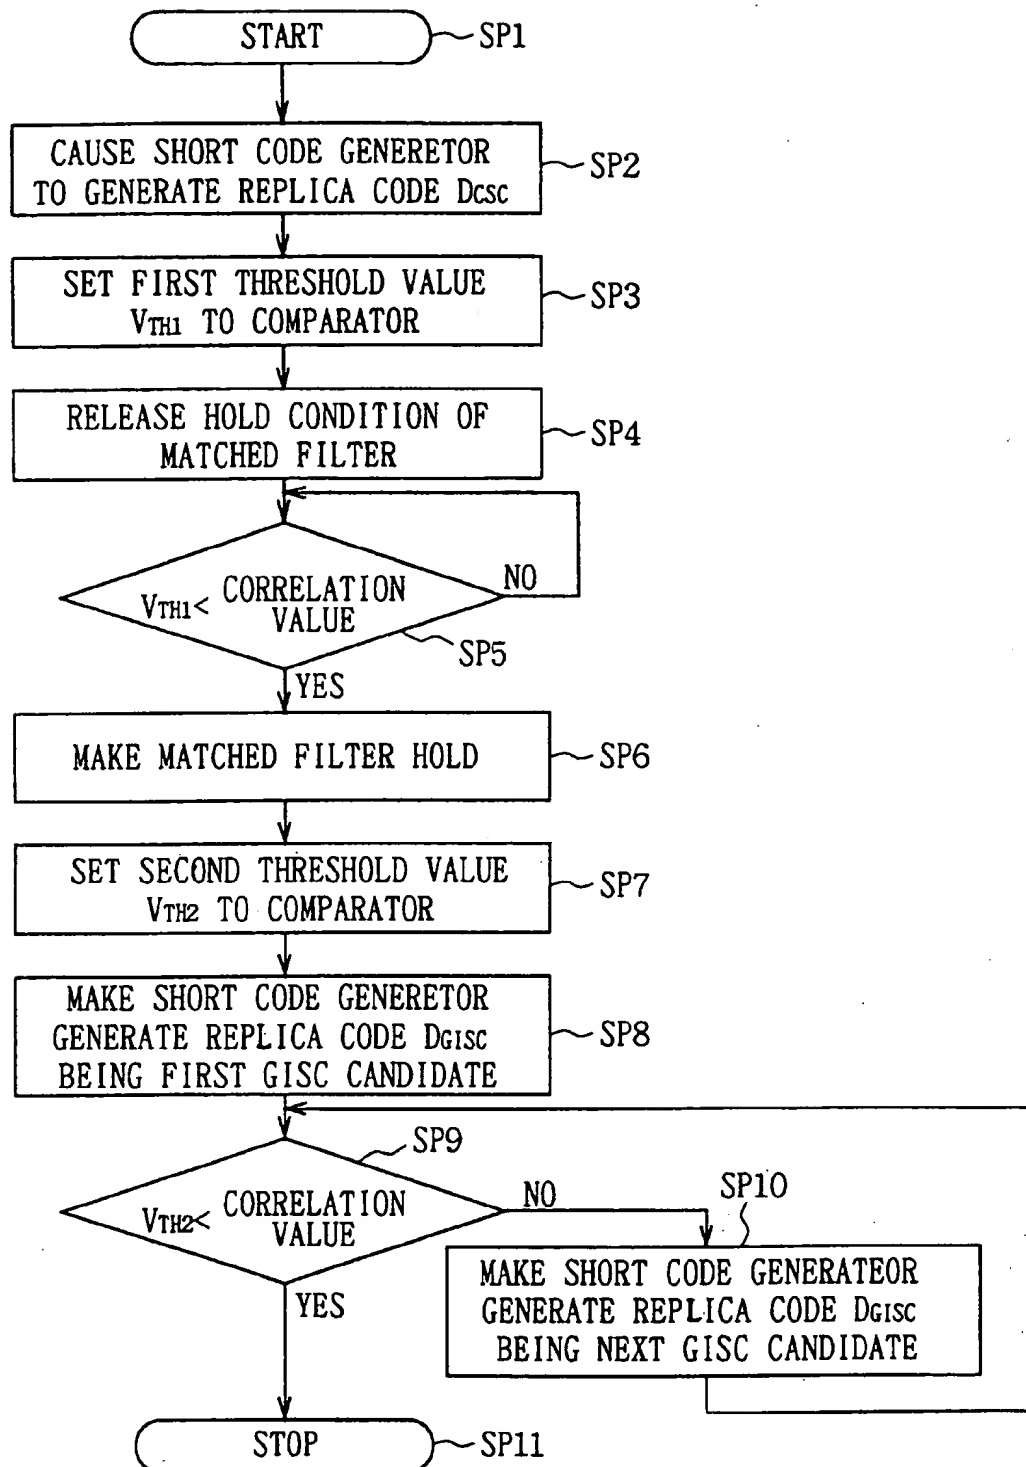 START
SP1
CAUSE SHORT CODE GENERETOR
TO GENERATE REPLICA CODE DCSC
SP2
SET FIRST THRESHOLD VALUE
VTH1 TO COMPARATOR
SP3
RELEASE HOLD CONDITION OF
MATCHED FILTER
SP4
VTH1< CORRELATION
VALUE
NO
SP5
YES
MAKE MATCHED FILTER HOLD
SP6
SET SECOND THRESHOLD VALUE
VTH2 TO COMPARATOR
SP7
MAKE SHORT CODE GENERETOR
GENERATE REPLICA CODE DGISC
BEING FIRST GISC CANDIDATE
SP8
SP9
VTH2< CORRELATION
VALUE
NO
SP10
YES
MAKE SHORT CODE GENERATEOR
GENERATE REPLICA CODE DGISC
BEING NEXT GISC CANDIDATE
STOP
SP11